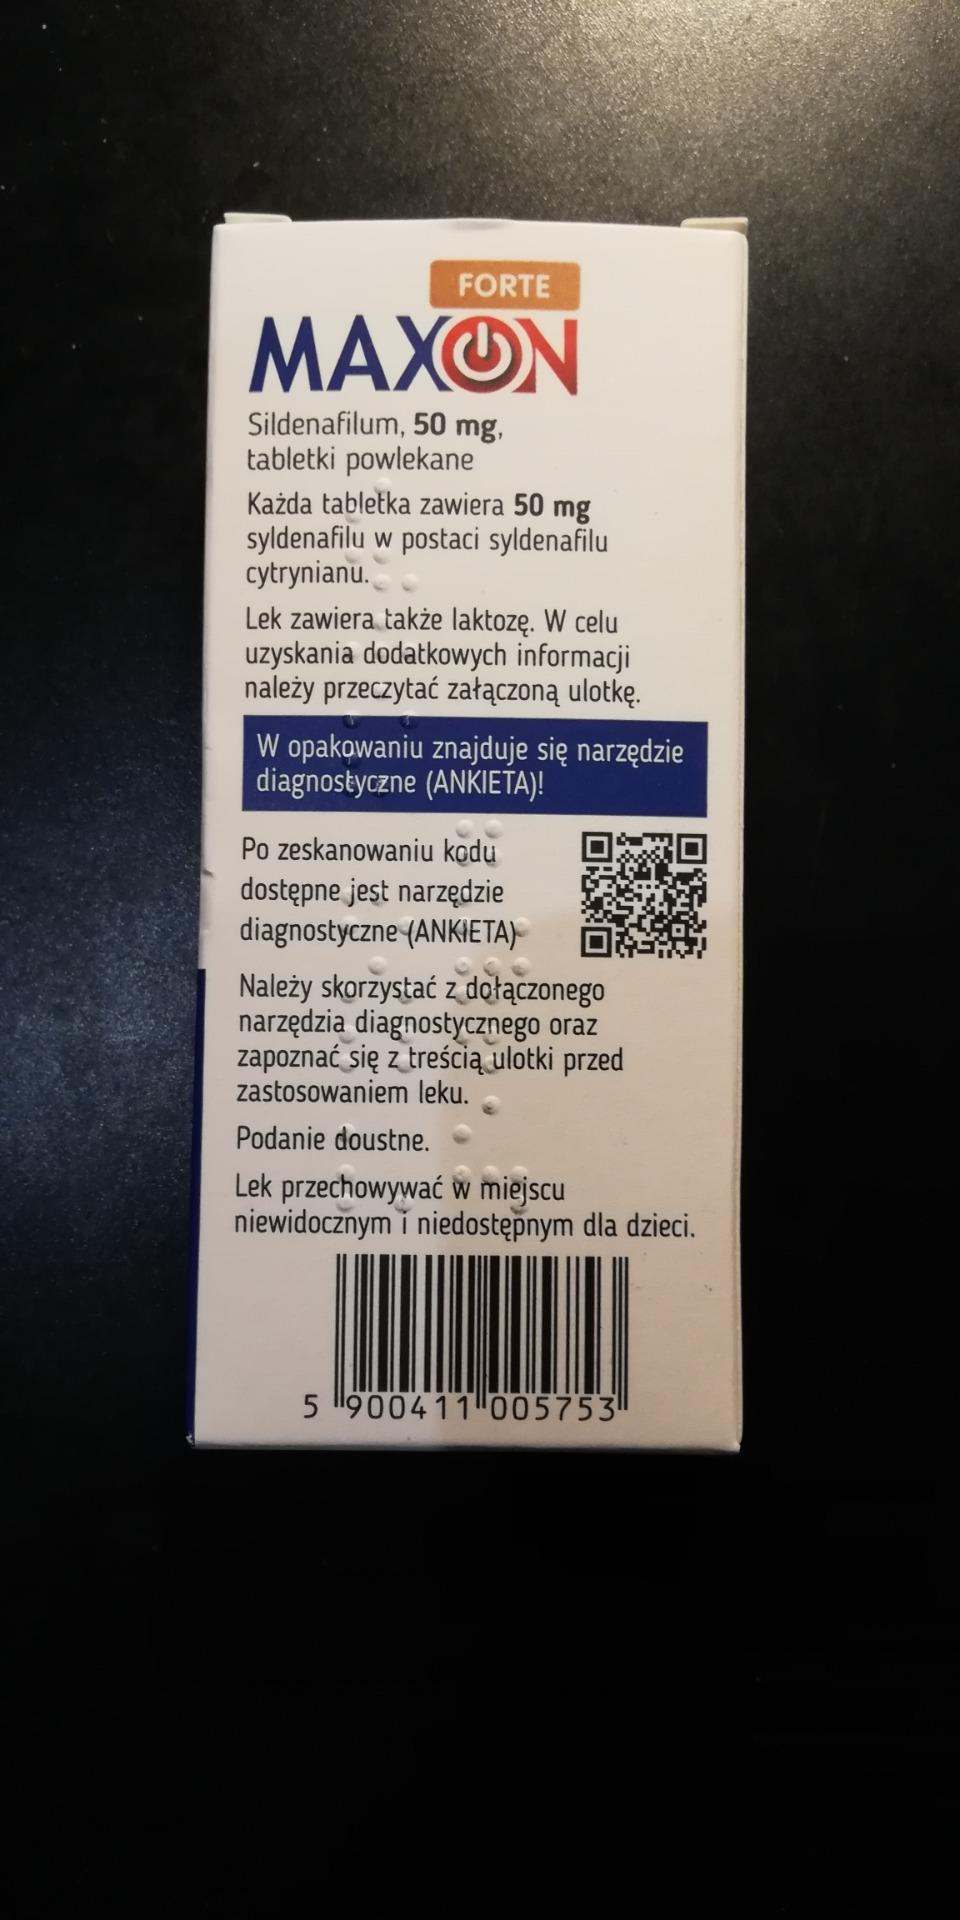 FORTE
MAXON
Sildenafilum, 50 mg,
tabletki powlekane
Każda tabletka zawiera 50 mg
syldenafilu w postaci syldenafilu
cytrynianu.
Lek zawiera także laktozę. W celu
uzyskania dodatkowych informacji
należy przeczytać załączoną ulotkę.
W opakowaniu znajduje się narzędzie
diagnostyczne (ANKIETA)!
Po zeskanowaniu kodu
dostępne jest narzędzie
diagnostyczne (ANKIETA)
Należy skorzystać z dołączonego
narzędzia diagnostycznego oraz
zapoznać się z treścią ulotki przed
zastosowaniem leku.
Podanie doustne.
Lek przechowywać w miejscu
niewidocznym i niedostępnym dla dzieci.
5 900411 005753